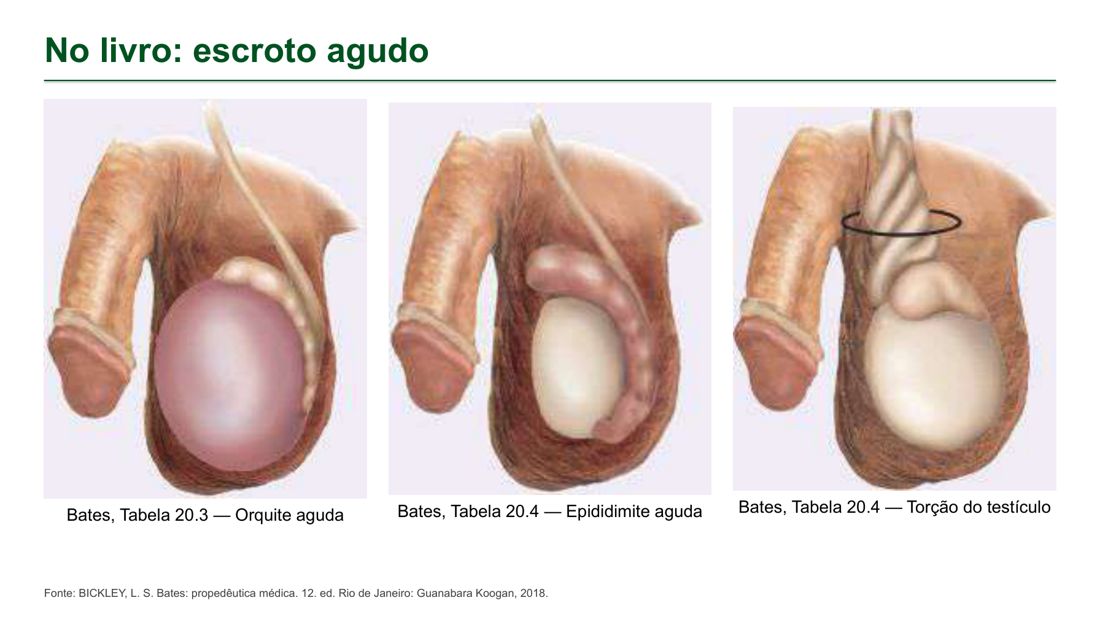 No livro: escroto agudo
Bates, Tabela 20.3 — Orquite aguda
Bates, Tabela 20.4 — Epididimite aguda
Bates, Tabela 20.4 — Torção do testículo
Fonte: BICKLEY, L. S. Bates: propedêutica médica. 12. ed. Rio de Janeiro: Guanabara Koogan, 2018.